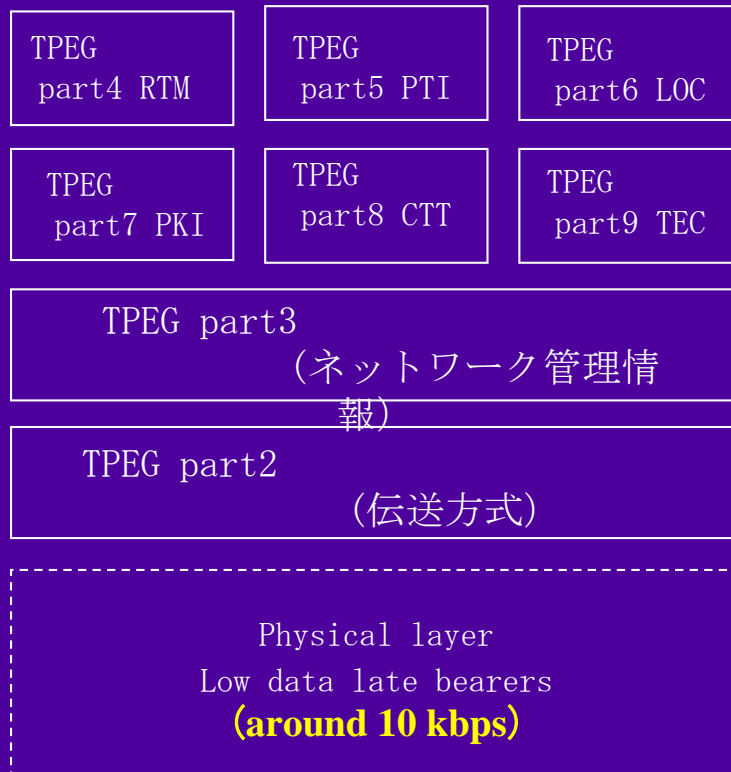 TPEG
part4 RTM
TPEG
part5 PTI
TPEG
part6 LOC
TPEG
part7 PKI
TPEG
part8 CTT
TPEG
part9 TEC
TPEG part3
(ネットワーク管理情
報)
TPEG part2
(伝送方式)
Physical layer
Low data late bearers
(around 10 kbps)